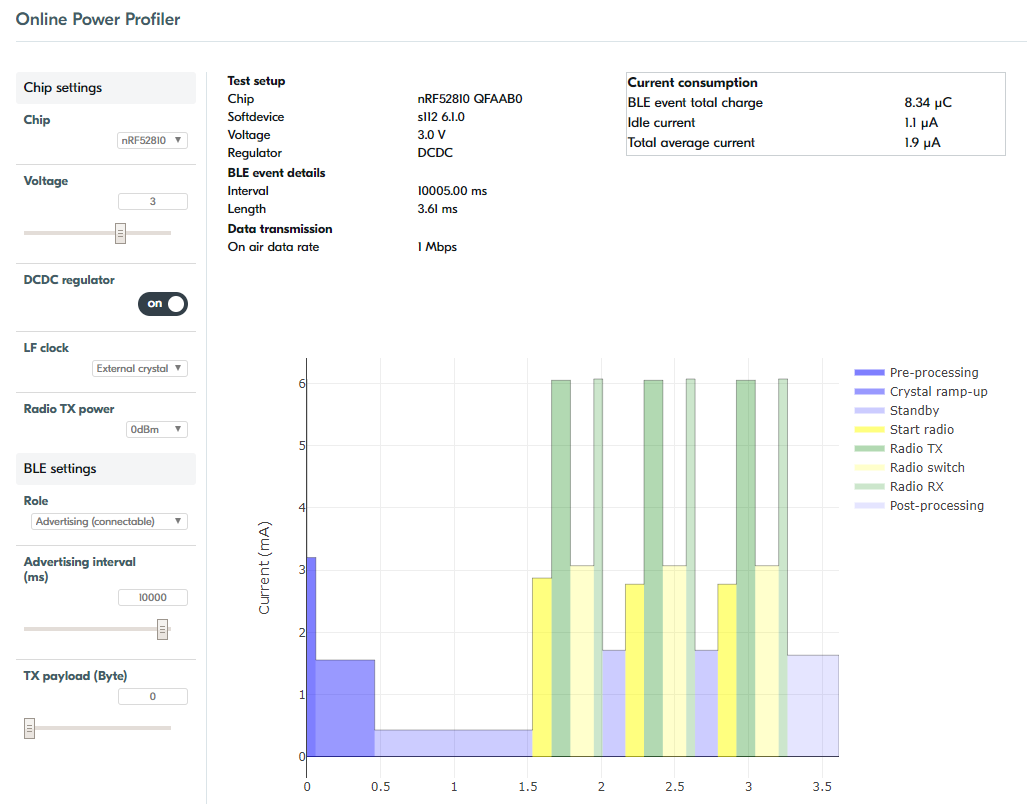 Online Power Profiler
Chip settings
Chip
nRF52810
Voltage
3
DCDC regulator
on
LF clock
External crystal
Radio TX power
0dBm
BLE settings
Role
Advertising (connectable)
Advertising interval
(ms)
10000
TX payload (Byte)
0
Test setup
Chip nRF52810 QFAAB0
Softdevice s112 6.1.0
Voltage 3.0 V
Regulator DCDC
BLE event details
Interval 10005.00 ms
Length 3.61 ms
Data transmission
On air data rate 1 Mbps
Current consumption
BLE event total charge 8.34 µC
Idle current 1.1 µA
Total average current 1.9 µA
Current (mA)
6
5
4
3
2
1
0
0 0.5 1 1.5 2 2.5 3 3.5
Pre-processing
Crystal ramp-up
Standby
Start radio
Radio TX
Radio switch
Radio RX
Post-processing